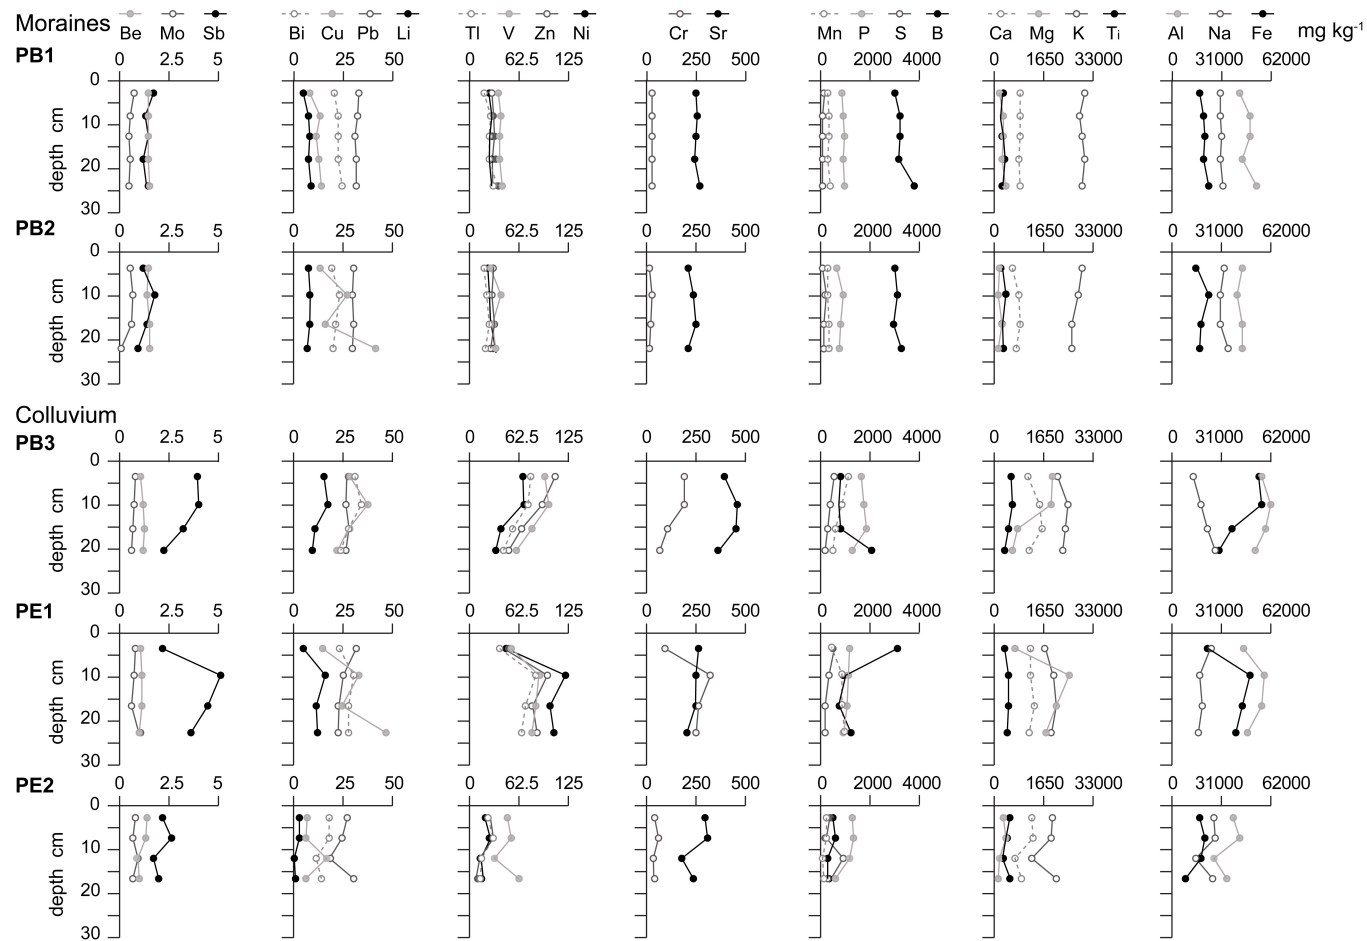 Moraines Be Mo Sb Bi Cu Pb Li Tl V Zn Ni Cr Sr Mn P S B Ca Mg K Ti Al Na Fe mg kg-1
PB1 0 2.5 5 0 25 50 0 62.5 125 0 250 500 0 2000 4000 0 1650 33000 0 31000 62000
0
10
20
30
depth cm
PB2 0 2.5 5 0 25 50 0 62.5 125 0 250 500 0 2000 4000 0 1650 33000 0 31000 62000
0
10
20
30
depth cm
Colluvium
PB3 0 2.5 5 0 25 50 0 62.5 125 0 250 500 0 2000 4000 0 1650 33000 0 31000 62000
0
10
20
30
depth cm
PE1 0 2.5 5 0 25 50 0 62.5 125 0 250 500 0 2000 4000 0 1650 33000 0 31000 62000
0
10
20
30
depth cm
PE2 0 2.5 5 0 25 50 0 62.5 125 0 250 500 0 2000 4000 0 1650 33000 0 31000 62000
0
10
20
30
depth cm